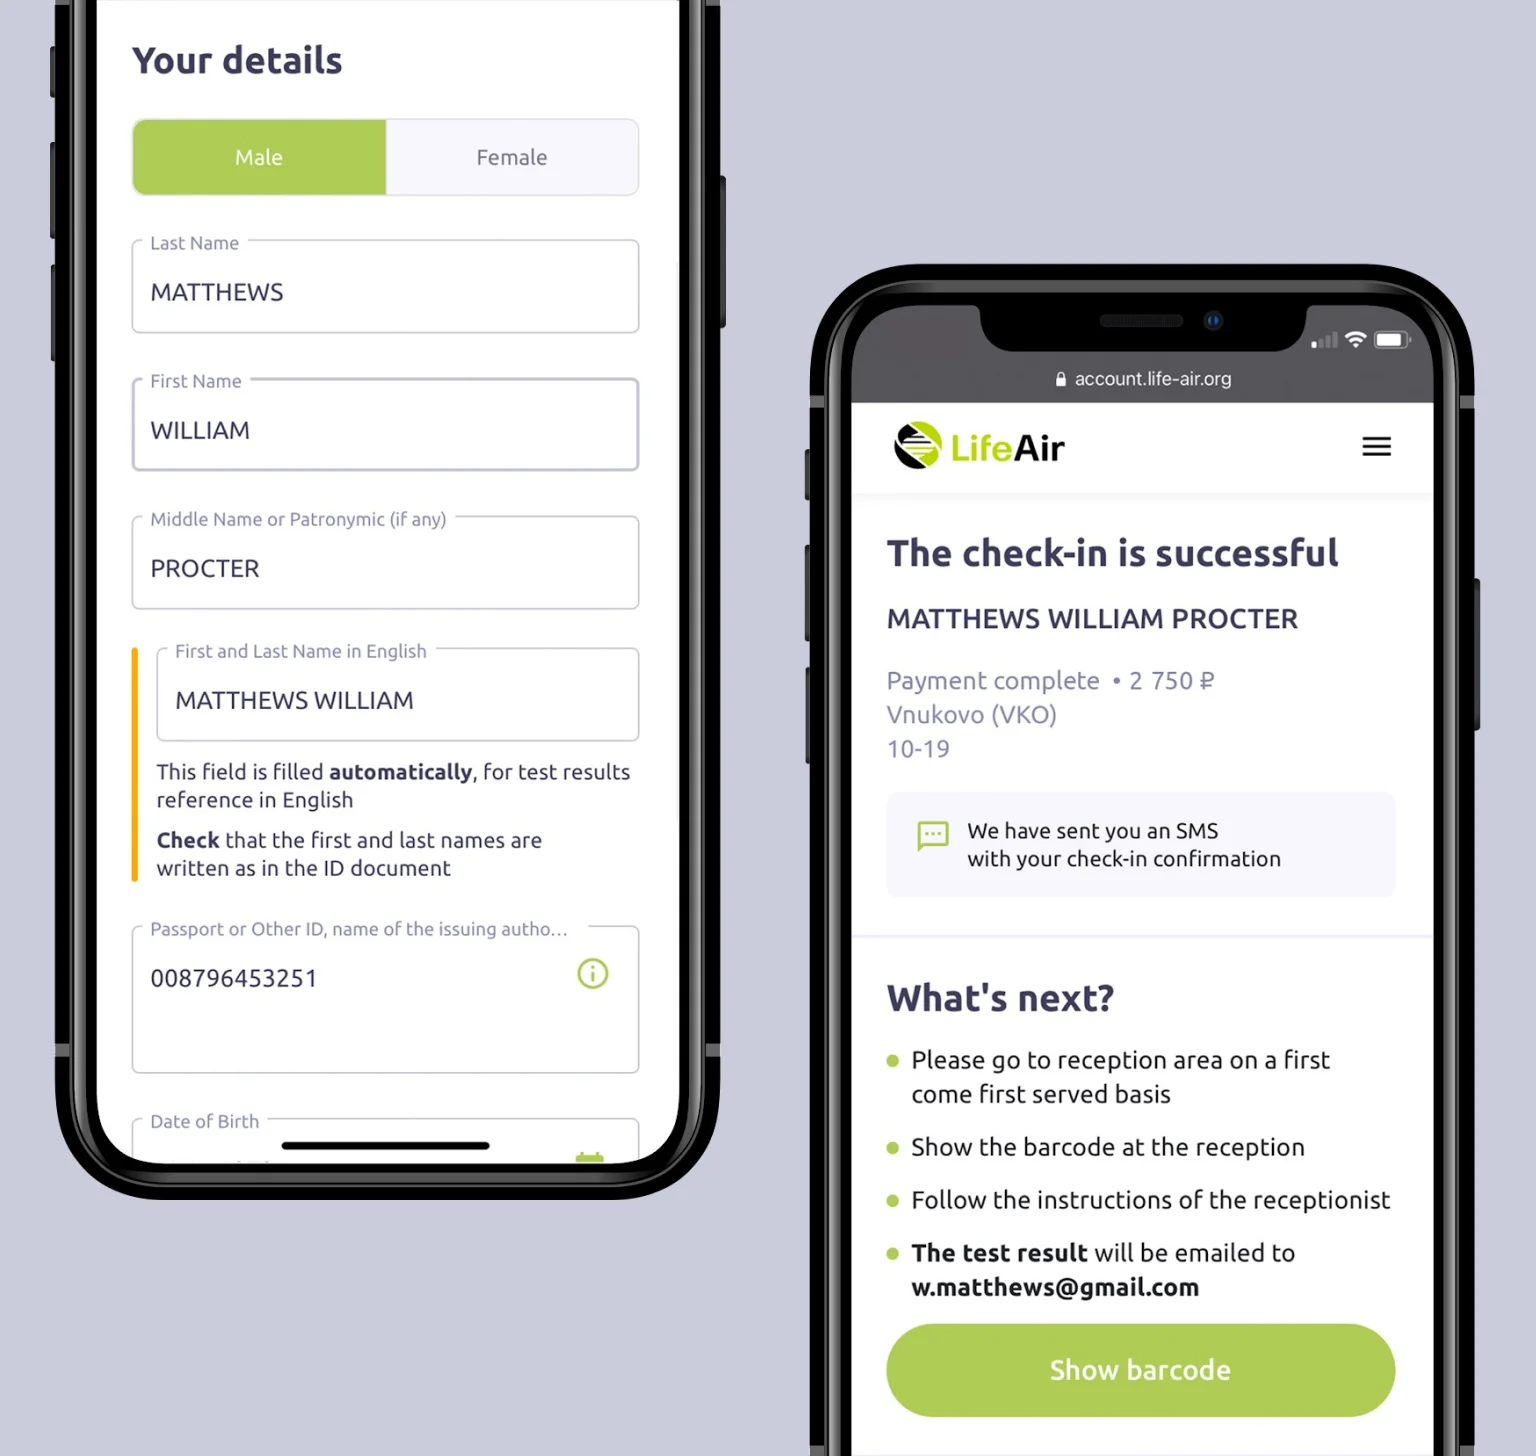 Your details
Male
Female
Last Name
MATTHEWS
First Name
WILLIAM
Middle Name or Patronymic (if any)
PROCTER
First and Last Name in English
MATTHEWS WILLIAM
This field is filled automatically, for test results
reference in English
Check that the first and last names are
written as in the ID document
Passport or Other ID, name of the issuing autho...
008796453251
Date of Birth
account.life-air.org
LifeAir
The check-in is successful
MATTHEWS WILLIAM PROCTER
Payment complete • 2 750 ₽
Vnukovo (VKO)
10-19
We have sent you an SMS
with your check-in confirmation
What's next?
Please go to reception area on a first
come first served basis
Show the barcode at the reception
Follow the instructions of the receptionist
The test result will be emailed to
w.matthews@gmail.com
Show barcode